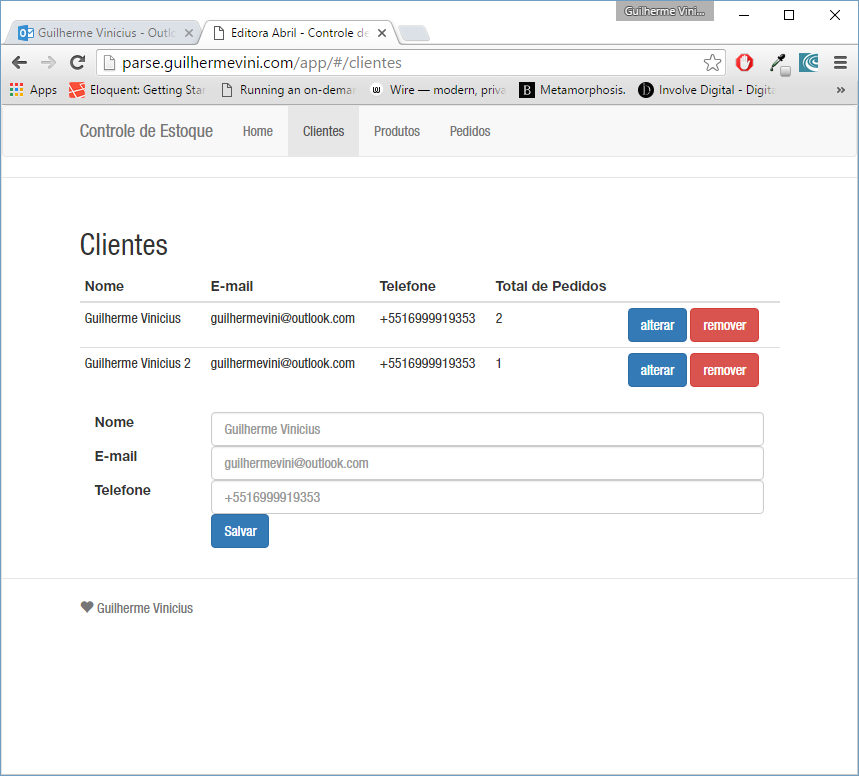 Guilherme Vini...
Guilherme Vinicius - Outlo
Editora Abril - Controle de
parse.guilhermevini.com/app/#/clientes
Apps
Eloquent: Getting Star
Running an on-deman
Wire — modern, priva
B Metamorphosis.
D Involve Digital - Digita
»
Controle de Estoque Home Clientes Produtos Pedidos
Clientes
Nome E-mail Telefone Total de Pedidos
Guilherme Vinicius guilhermevini@outlook.com +5516999919353 2 alterar remover
Guilherme Vinicius 2 guilhermevini@outlook.com +5516999919353 1 alterar remover
Nome Guilherme Vinicius
E-mail guilhermevini@outlook.com
Telefone +5516999919353
Salvar
Guilherme Vinicius